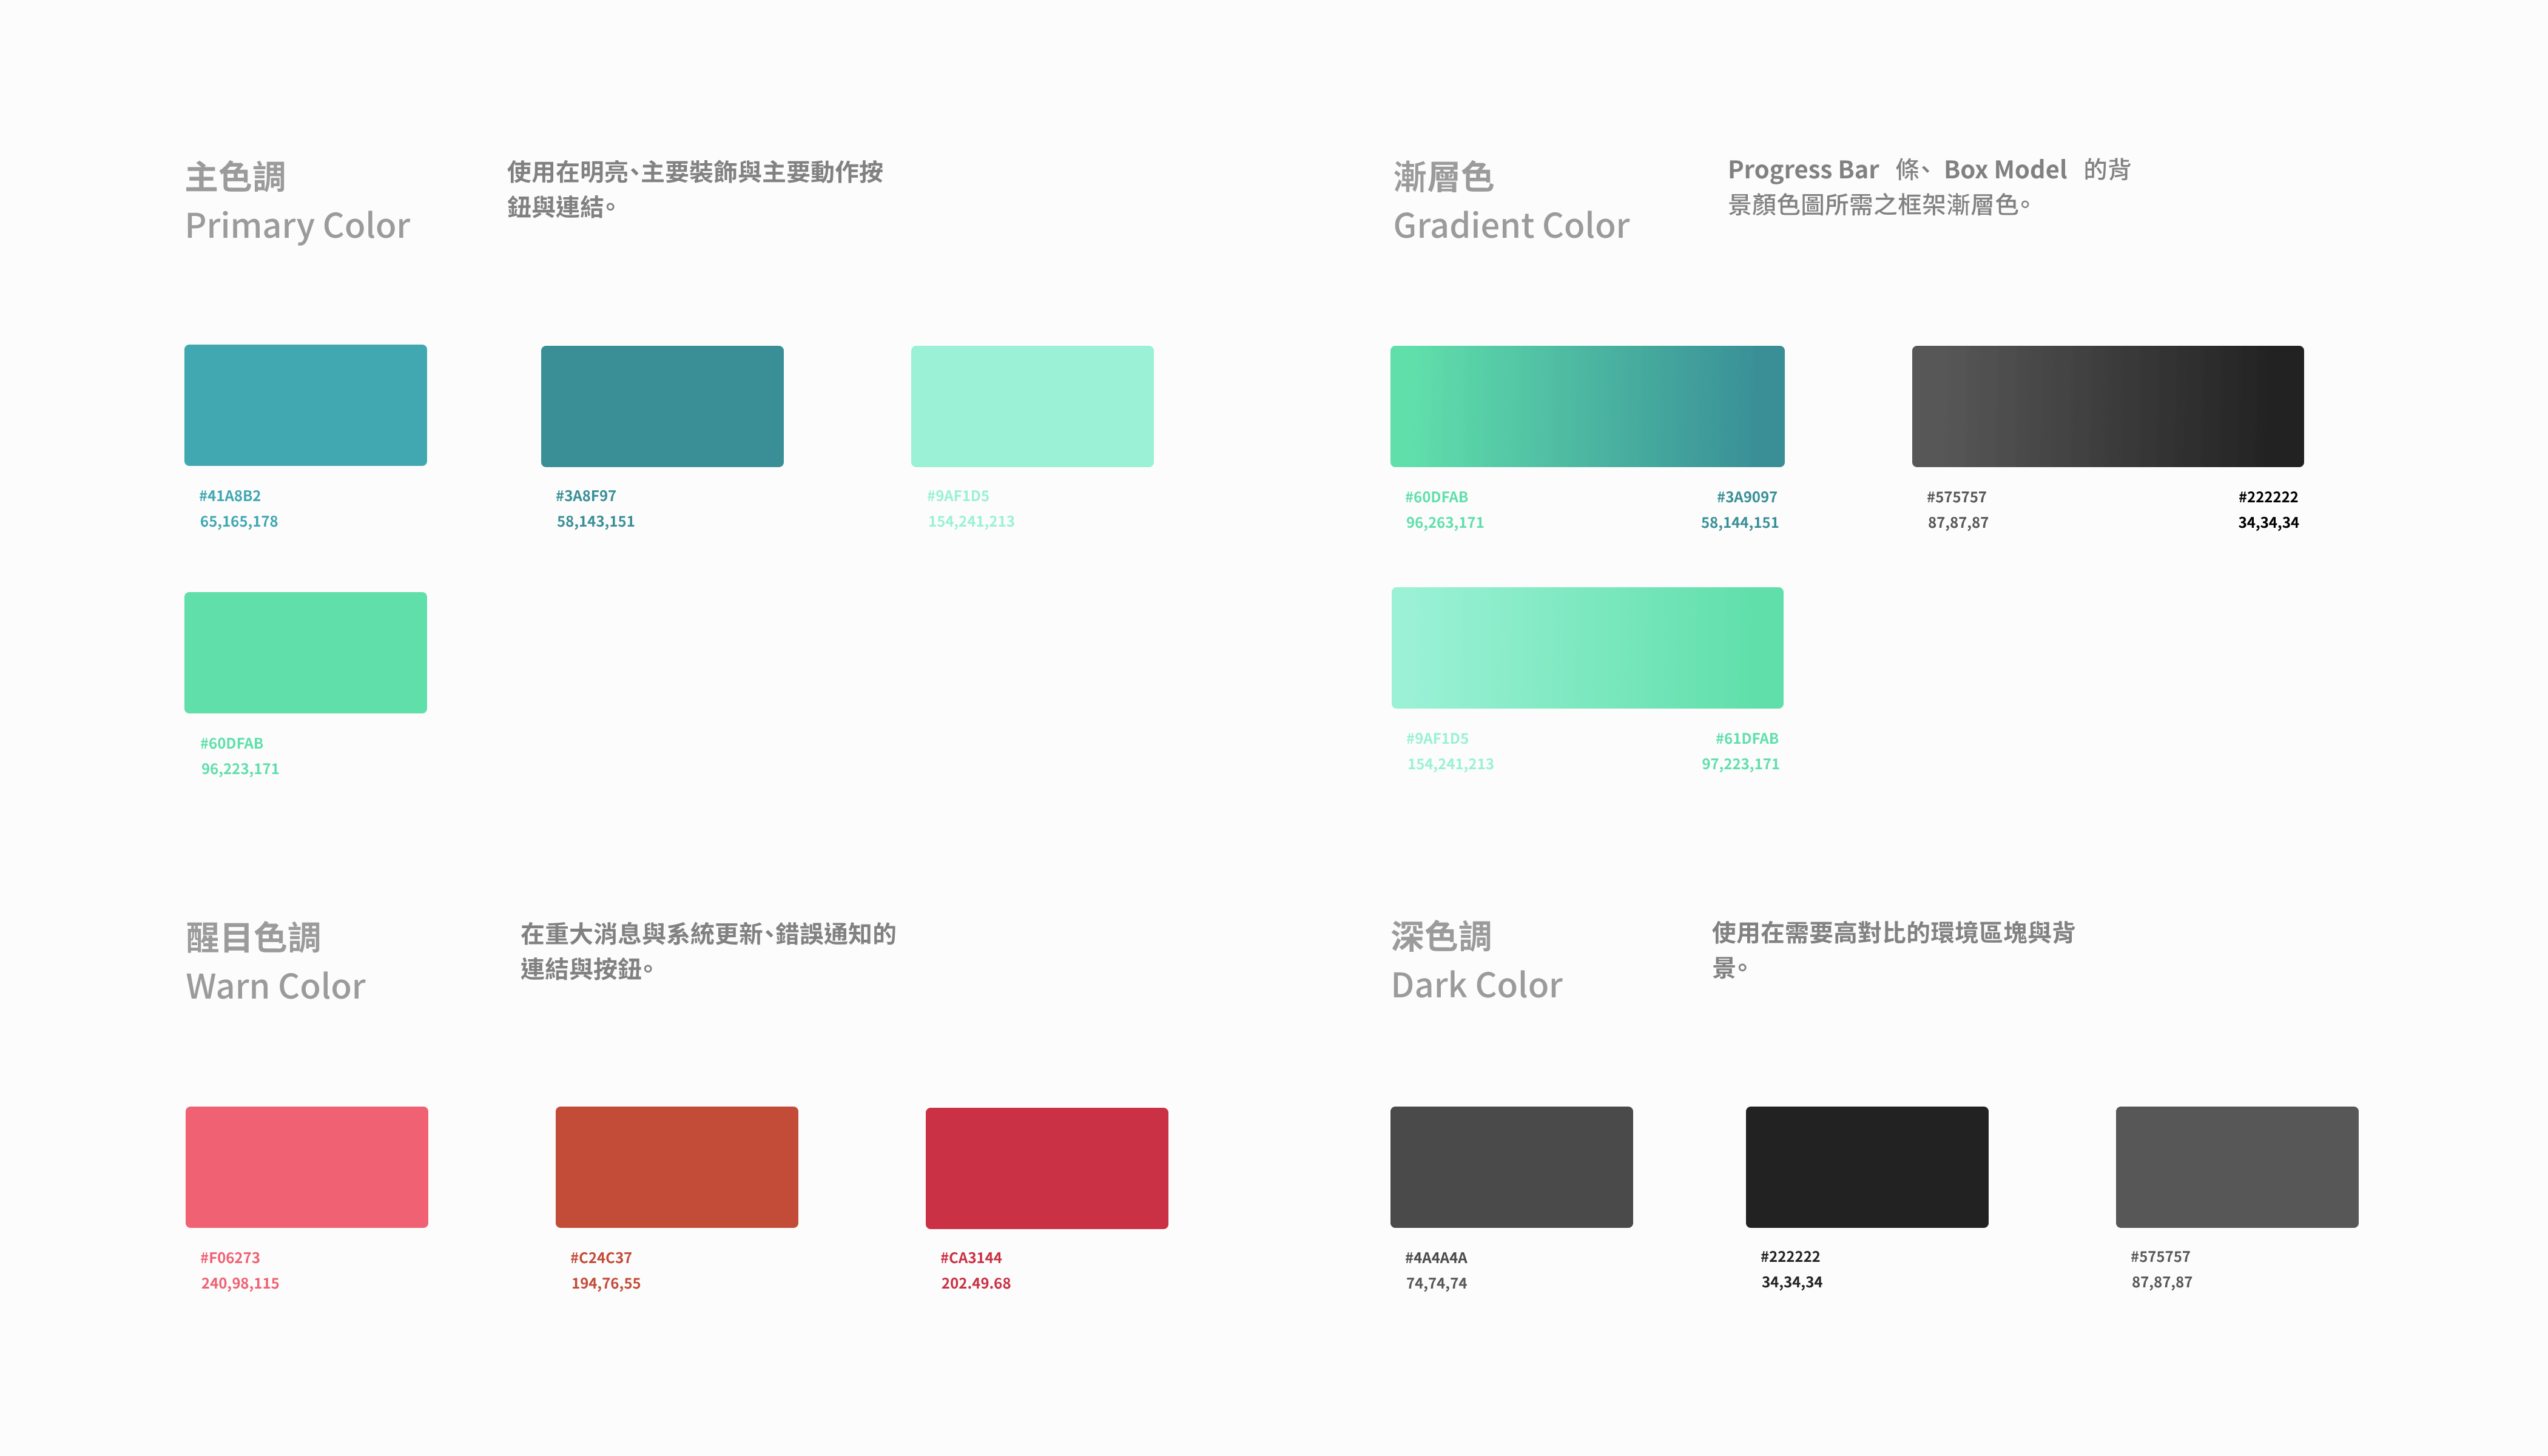 主色調
Primary Color
使用在明亮、主要裝飾與主要動作按
鈕與連結。
#41A8B2
65,165,178
#3A8F97
58,143,151
#9AF1D5
154,241,213
#60DFAB
96,223,171
漸層色
Gradient Color
Progress Bar 條、 Box Model 的背
景顏色圖所需之框架漸層色。
#60DFAB
96,263,171
#3A9097
58,144,151
#575757
87,87,87
#222222
34,34,34
#9AF1D5
154,241,213
#61DFAB
97,223,171
醒目色調
Warn Color
在重大消息與系統更新、錯誤通知的
連結與按鈕。
#F06273
240,98,115
#C24C37
194,76,55
#CA3144
202.49.68
深色調
Dark Color
使用在需要高對比的環境區塊與背
景。
#4A4A4A
74,74,74
#222222
34,34,34
#575757
87,87,87